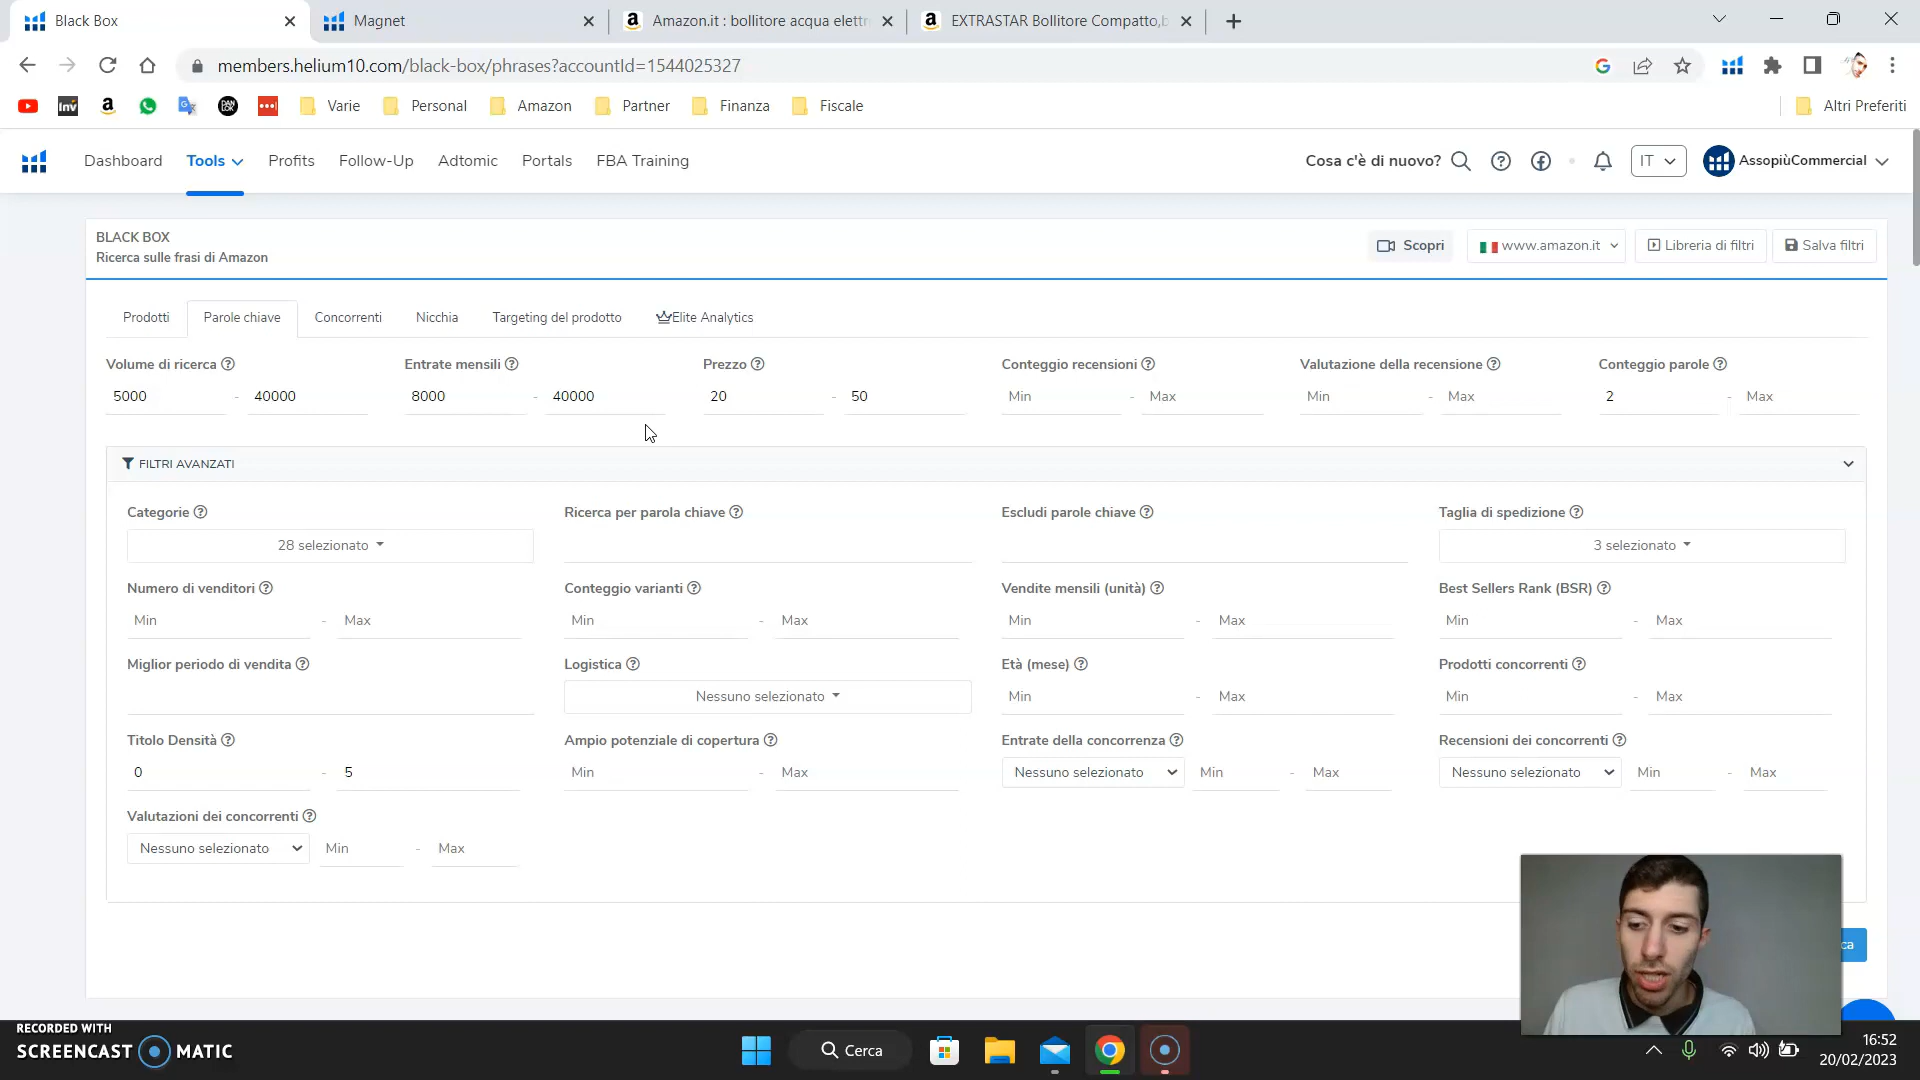 Black Box
Magnet
Amazon.it : bollitore acqua elettr
EXTRASTAR Bollitore Compatto,b
members.helium10.com/black-box/phrases?accountId=1544025327
Inv
DAN LOK
Varie
Personal
Amazon
Partner
Finanza
Fiscale
Altri Preferiti
Dashboard
Tools
Profits
Follow-Up
Adtomic
Portals
FBA Training
Cosa c'è di nuovo?
IT
AssopiùCommercial
BLACK BOX
Ricerca sulle frasi di Amazon
Scopri
www.amazon.it
Libreria di filtri
Salva filtri
Prodotti
Parole chiave
Concorrenti
Nicchia
Targeting del prodotto
Elite Analytics
Volume di ricerca
Entrate mensili
Prezzo
Conteggio recensioni
Valutazione della recensione
Conteggio parole
5000 - 40000
8000 - 40000
20 - 50
Min - Max
Min - Max
2 - Max
FILTRI AVANZATI
Categorie
Ricerca per parola chiave
Escludi parole chiave
Taglia di spedizione
28 selezionato
3 selezionato
Numero di venditori
Conteggio varianti
Vendite mensili (unità)
Best Sellers Rank (BSR)
Min - Max
Min - Max
Min - Max
Min - Max
Miglior periodo di vendita
Logistica
Età (mese)
Prodotti concorrenti
Nessuno selezionato
Min - Max
Min - Max
Titolo Densità
Ampio potenziale di copertura
Entrate della concorrenza
Recensioni dei concorrenti
0 - 5
Min - Max
Nessuno selezionato
Min - Max
Nessuno selezionato
Min - Max
Valutazioni dei concorrenti
Nessuno selezionato
Min - Max
ca
RECORDED WITH
SCREENCAST MATIC
Cerca
16:52
20/02/2023